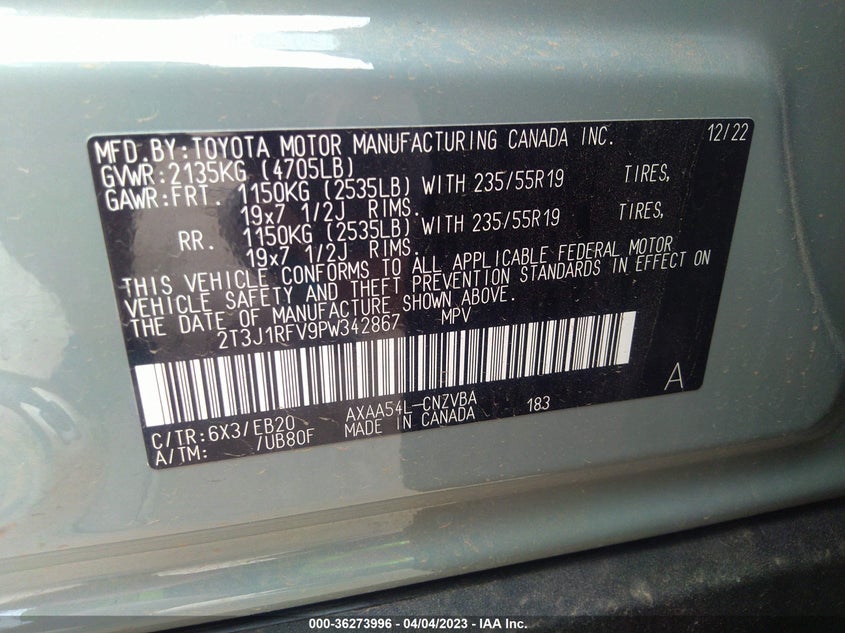 12/22
MFD.BY:TOYOTA MOTOR MANUFACTURING CANADA INC.
GVWR:2135KG (4705LB)
GAWR:FRT. 1150KG (2535LB) WITH 235/55R19 TIRES,
19x7 1/2J RIMS.
RR. 1150KG (2535LB) WITH 235/55R19 TIRES,
19x7 1/2J RIMS.
THIS VEHICLE CONFORMS TO ALL APPLICABLE FEDERAL MOTOR
VEHICLE SAFETY AND THEFT PREVENTION STANDARDS IN EFFECT ON
THE DATE OF MANUFACTURE SHOWN ABOVE.
2T3J1RFV9PW342867 MPV
A
C/TR:6X3/EB20 AXAA54L-CNZVBA 183
A/TM: /UB80F MADE IN CANADA
000-36273996 - 04/04/2023 - IAA Inc.